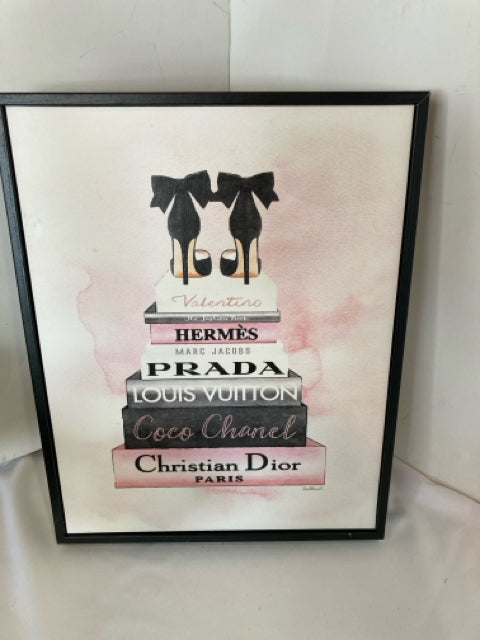 Valentino
HERMÈS
MARC JACOBS
PRADA
LOUIS VUITTON
Coco Chanel
Christian Dior
PARIS